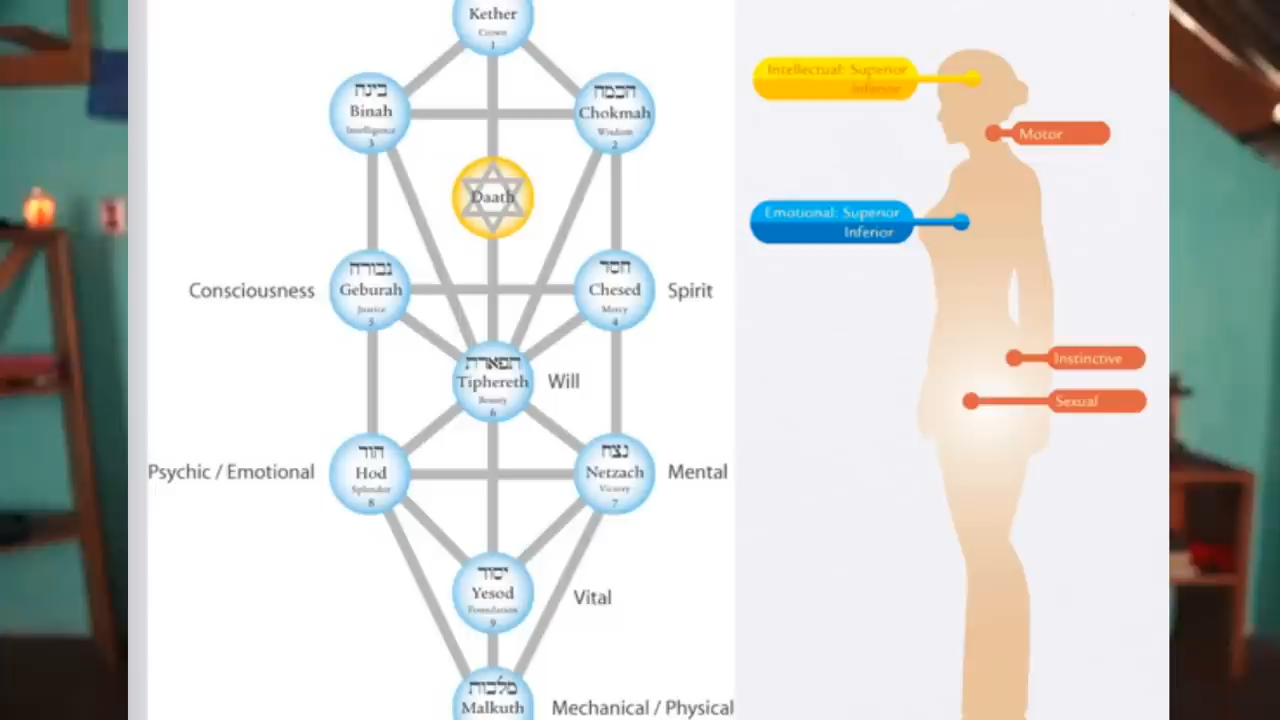 Kether
Crown
1
בינה
Binah
Intelligence
3
חכמה
Chokmah
Wisdom
2
Daath
Consciousness
גבורה
Geburah
Justice
5
חסד
Chesed
Mercy
4
Spirit
תפארת
Tiphereth
Beauty
6
Will
Psychic / Emotional
הוד
Hod
Splendor
8
נצח
Netzach
Victory
7
Mental
יסוד
Yesod
Foundation
9
Vital
מלכות
Malkuth
Mechanical / Physical
Intellectual: Superior
Inferior
Motor
Emotional: Superior
Inferior
Instinctive
Sexual